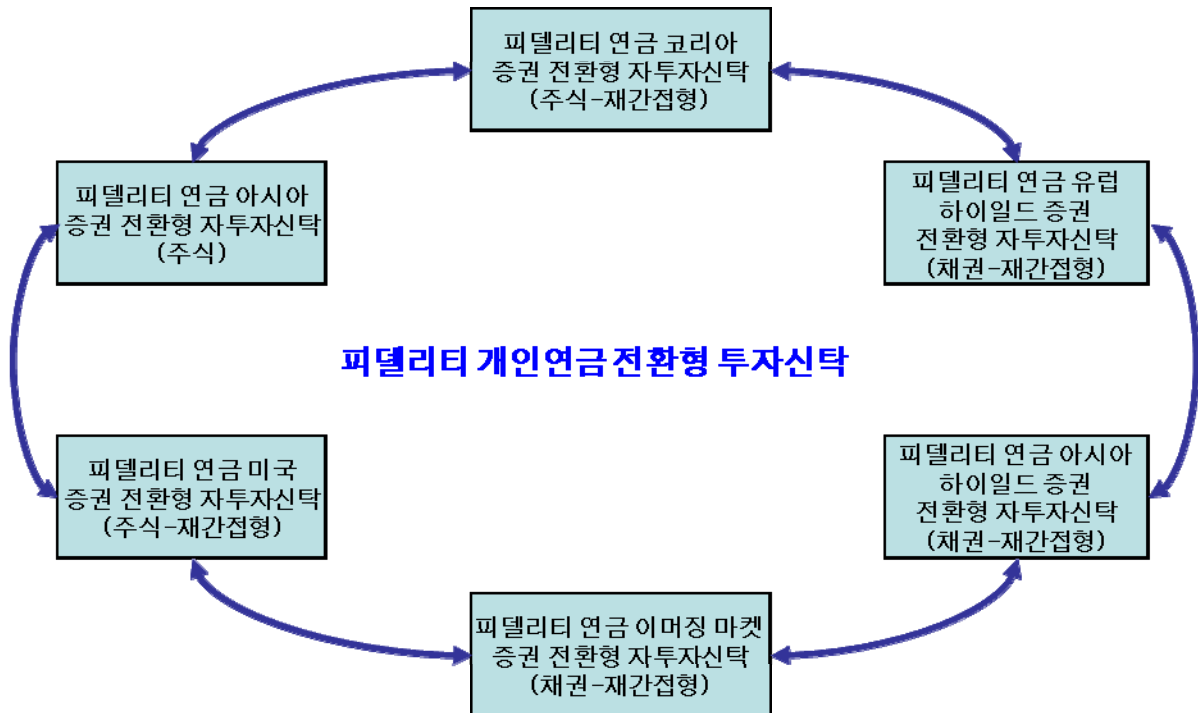 피델리티 연금 코리아
증권 전환형 자투자신탁
(주식-재간접형)
피델리티 연금 아시아
증권 전환형 자투자신탁
(주식)
피델리티 연금 유럽
하이일드 증권
전환형 자투자신탁
(채권-재간접형)
피델리티 개인연금 전환형 투자신탁
피델리티 연금 미국
증권 전환형 자투자신탁
(주식-재간접형)
피델리티 연금 아시아
하이일드 증권
전환형 자투자신탁
(채권-재간접형)
피델리티 연금 이머징 마켓
증권 전환형 자투자신탁
(채권-재간접형)